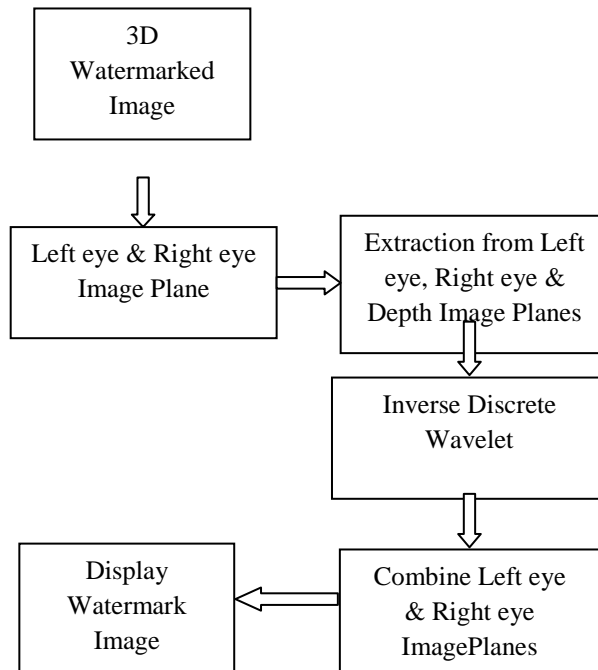 3D
Watermarked
Image
Left eye & Right eye
Image Plane
Extraction from Left
eye, Right eye &
Depth Image Planes
Inverse Discrete
Wavelet
Combine Left eye
& Right eye
ImagePlanes
Display
Watermark
Image